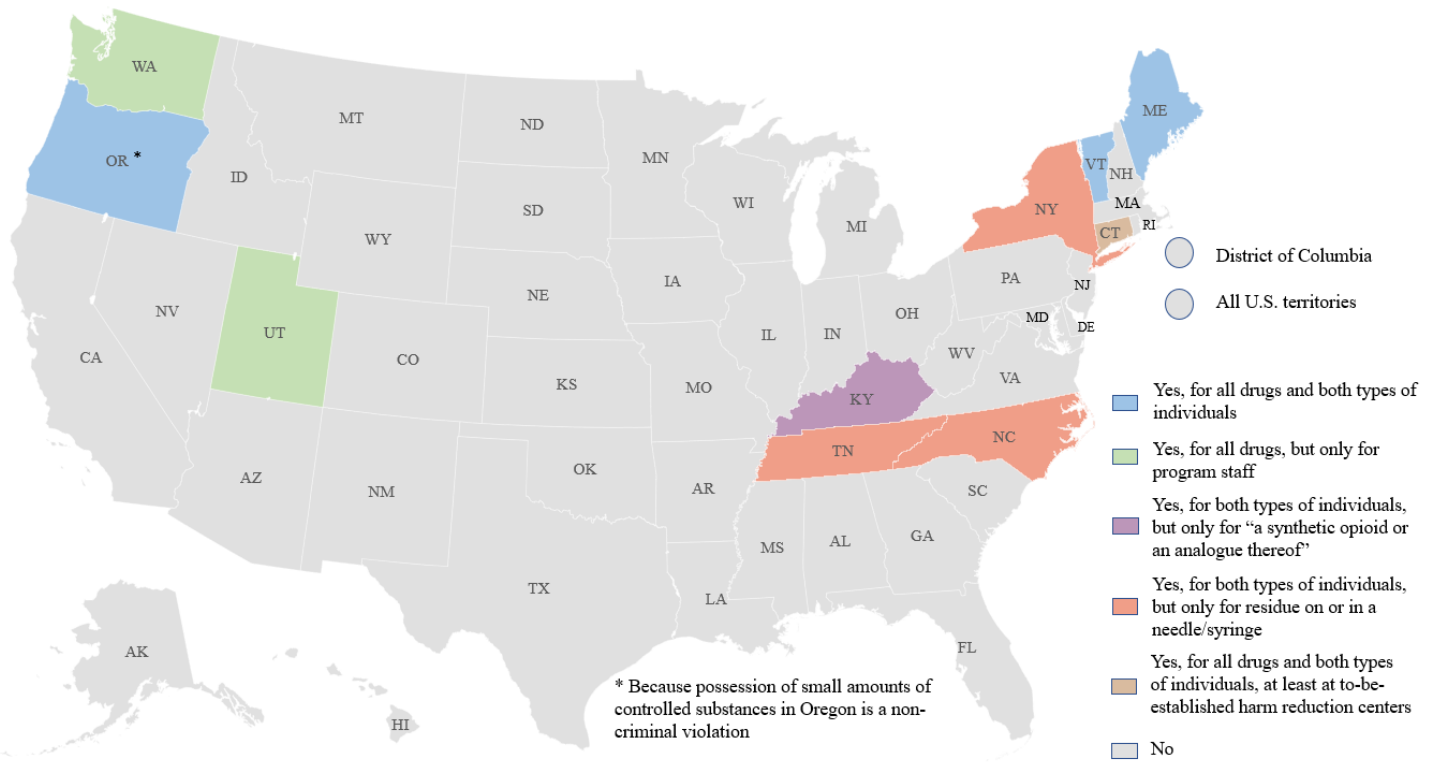 WA
OR *
MT
ND
MN
ID
SD
WI
MI
WY
IA
NE
NV
UT
CO
CA
KS
MO
IL
IN
OH
PA
NY
VT
NH
ME
MA
CT
RI
NJ
MD
DE
WV
VA
KY
TN
NC
AZ
NM
OK
AR
SC
MS
AL
GA
TX
LA
FL
AK
HI
District of Columbia
All U.S. territories
Yes, for all drugs and both types of
individuals
Yes, for all drugs, but only for
program staff
Yes, for both types of individuals,
but only for “a synthetic opioid or
an analogue thereof”
Yes, for both types of individuals,
but only for residue on or in a
needle/syringe
Yes, for all drugs and both types
of individuals, at least at to-be-
established harm reduction centers
No
* Because possession of small amounts of
controlled substances in Oregon is a non-
criminal violation